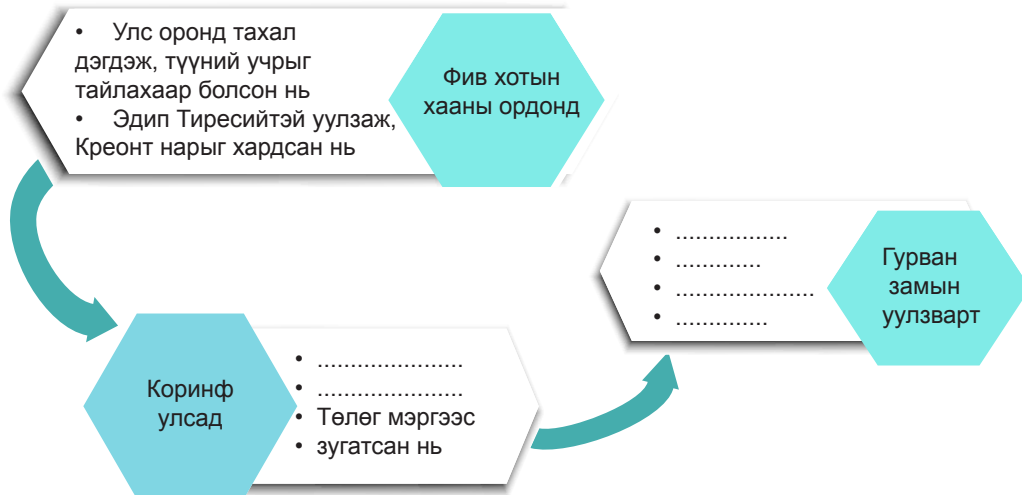 • Улс оронд тахал
дэгдэж, түүний учрыг
тайлахаар болсон нь
• Эдип Тиресийтэй уулзаж,
Креонт нарыг хардсан нь
Фив хотын
хааны ордонд
• .................
• .............
• .....................
• ..............
Гурван
замын
уулзварт
Коринф
улсад
• ......................
• ......................
• Төлөг мэргээс
• зугатсан нь